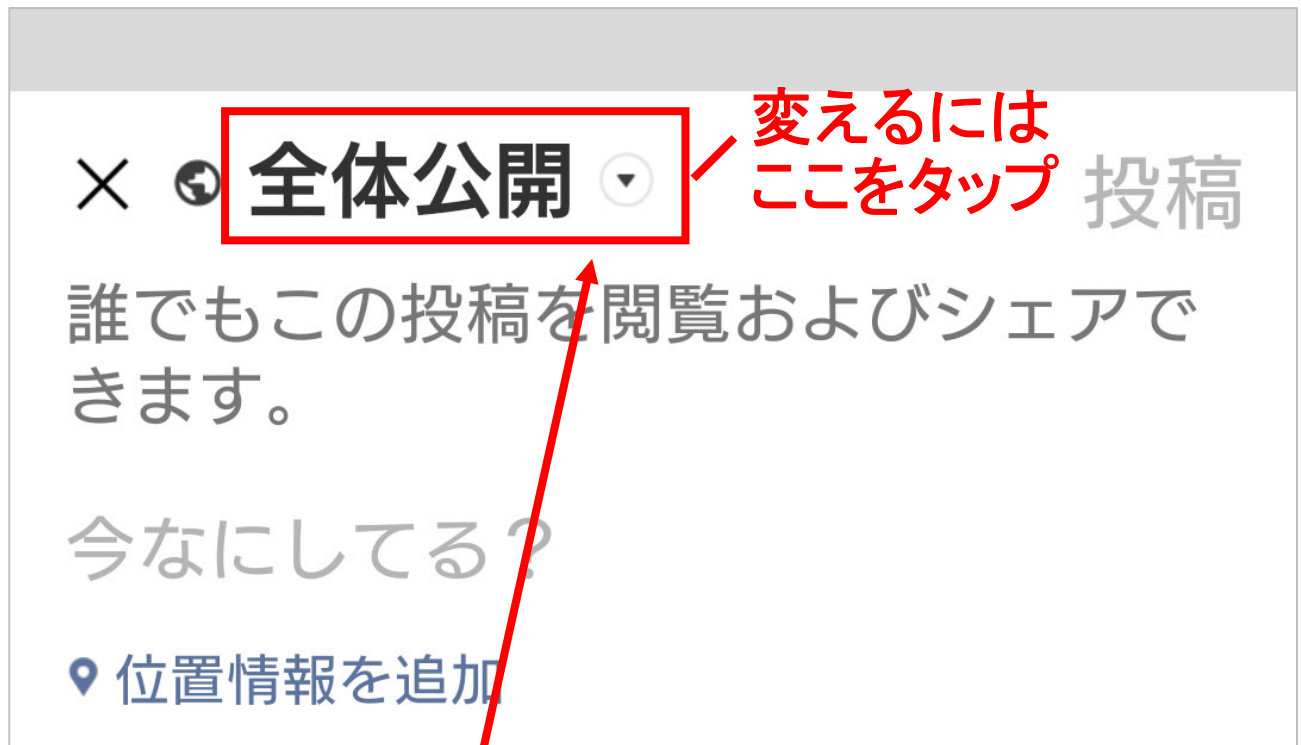 変えるには
ここをタップ
全体公開
投稿
誰でもこの投稿を閲覧およびシェアで
きます。
今なにしてる？
位置情報を追加